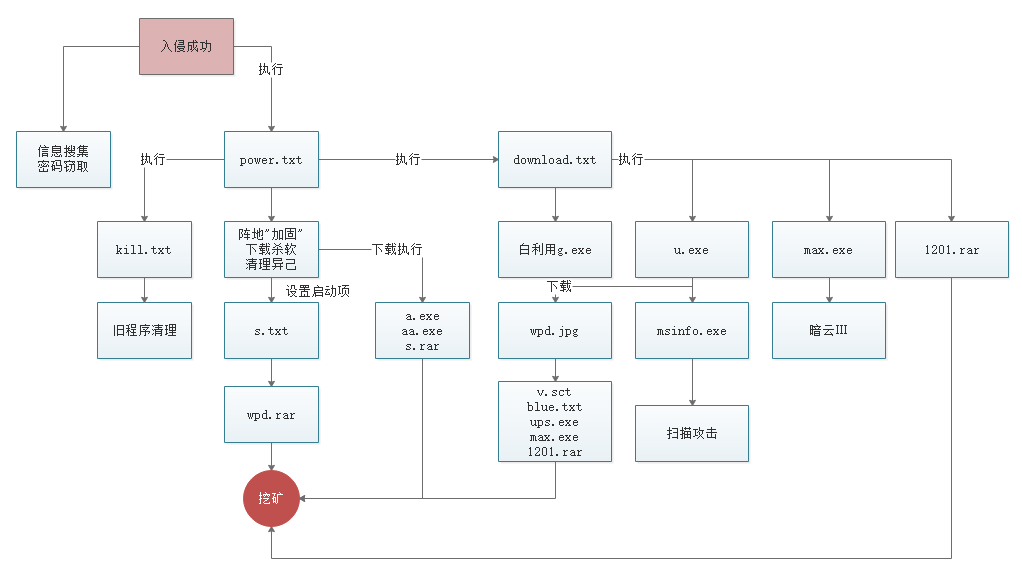 入侵成功
执行
信息搜集
密码窃取
执行
power.txt
执行
download.txt
执行
kill.txt
阵地"加固"
下载杀软
清理异己
下载执行
白利用g.exe
u.exe
max.exe
1201.rar
设置启动项
下载
旧程序清理
s.txt
a.exe
aa.exe
s.rar
wpd.jpg
msinfo.exe
暗云III
wpd.rar
v.sct
blue.txt
ups.exe
max.exe
1201.rar
扫描攻击
挖矿